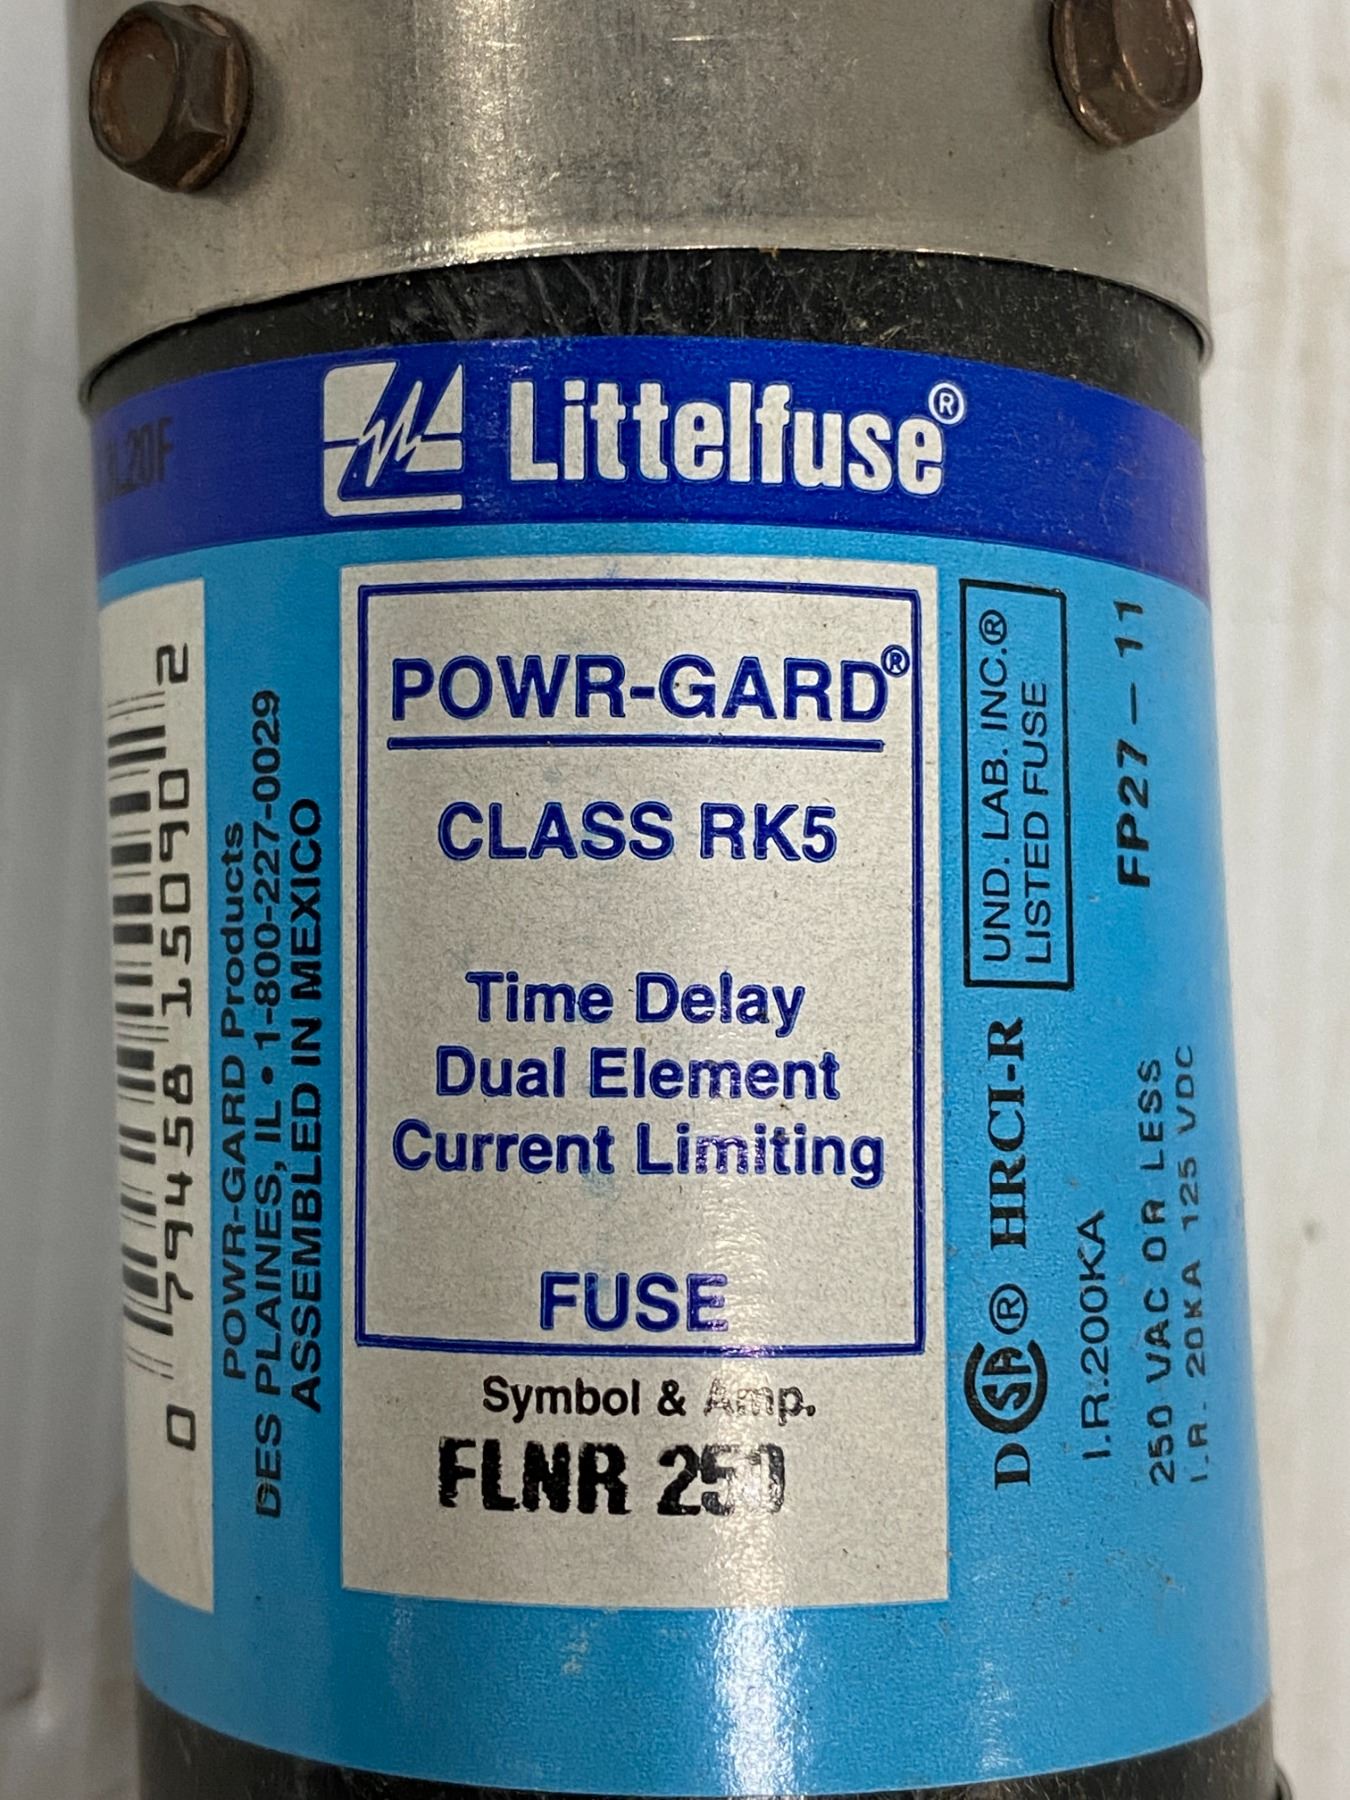 Littelfuse®
POWR-GARD®
CLASS RK5
Time Delay
Dual Element
Current Limiting
FUSE
Symbol & Amp.
FLNR 250
0 79458 15090 2
POWR-GARD Products
DES PLAINES, IL • 1-800-227-0029
ASSEMBLED IN MEXICO
UND. LAB. INC.®
LISTED FUSE
D SA® HRCI-R
FP27-11
I.R.200KA
250 VAC OR LESS
I.R. 20KA 125 VDC